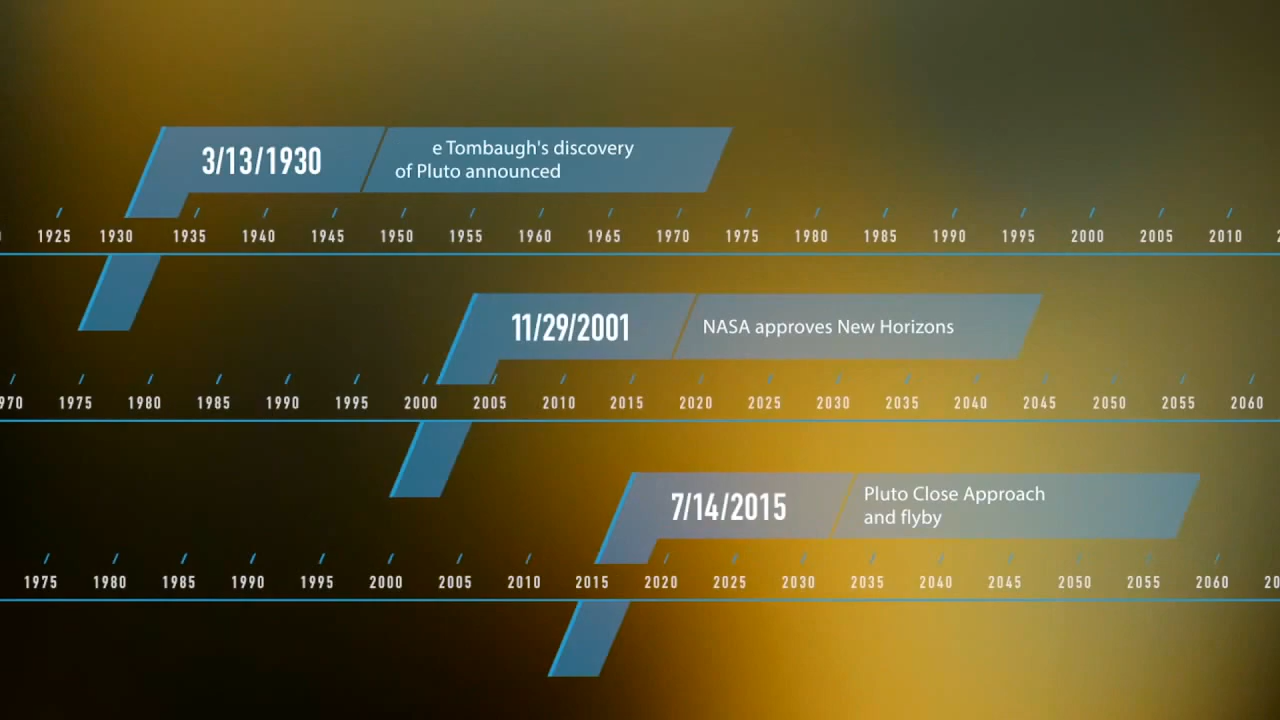 3/13/1930
e Tombaugh's discovery
of Pluto announced
1925 1930 1935 1940 1945 1950 1955 1960 1965 1970 1975 1980 1985 1990 1995 2000 2005 2010
11/29/2001
NASA approves New Horizons
970 1975 1980 1985 1990 1995 2000 2005 2010 2015 2020 2025 2030 2035 2040 2045 2050 2055 2060
7/14/2015
Pluto Close Approach
and flyby
1975 1980 1985 1990 1995 2000 2005 2010 2015 2020 2025 2030 2035 2040 2045 2050 2055 2060 20